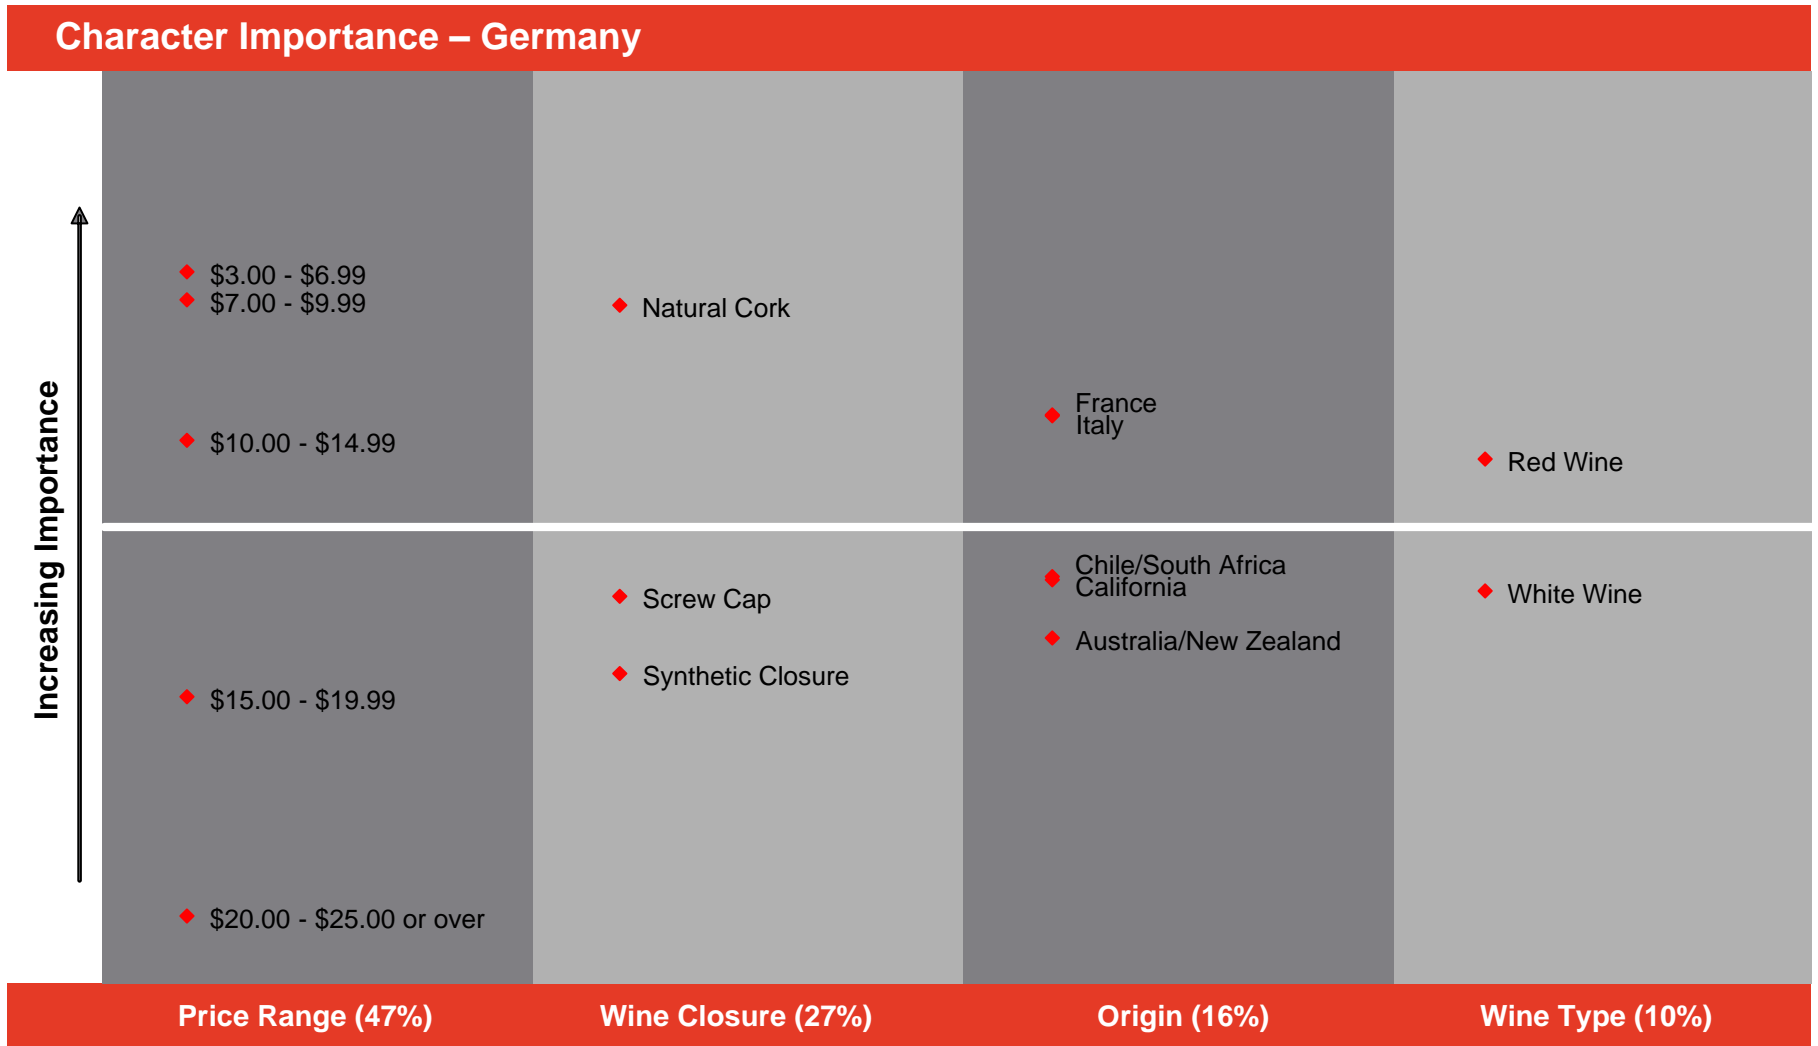 Character Importance – Germany
Increasing Importance
$3.00 - $6.99
$7.00 - $9.99
$10.00 - $14.99
$15.00 - $19.99
$20.00 - $25.00 or over
Natural Cork
Screw Cap
Synthetic Closure
France
Italy
Chile/South Africa
California
Australia/New Zealand
Red Wine
White Wine
Price Range (47%)
Wine Closure (27%)
Origin (16%)
Wine Type (10%)